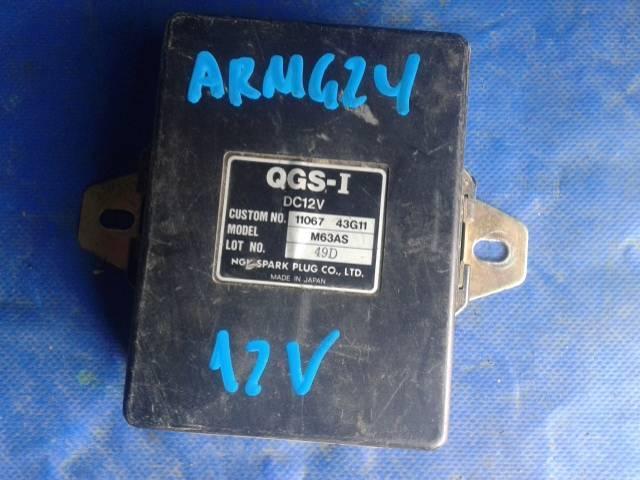 ARMG24
QGS-I
DC12V
CUSTOM NO. 11067 43G11
MODEL M63AS
LOT NO. 49D
NGK SPARK PLUG CO., LTD.
MADE IN JAPAN
12V